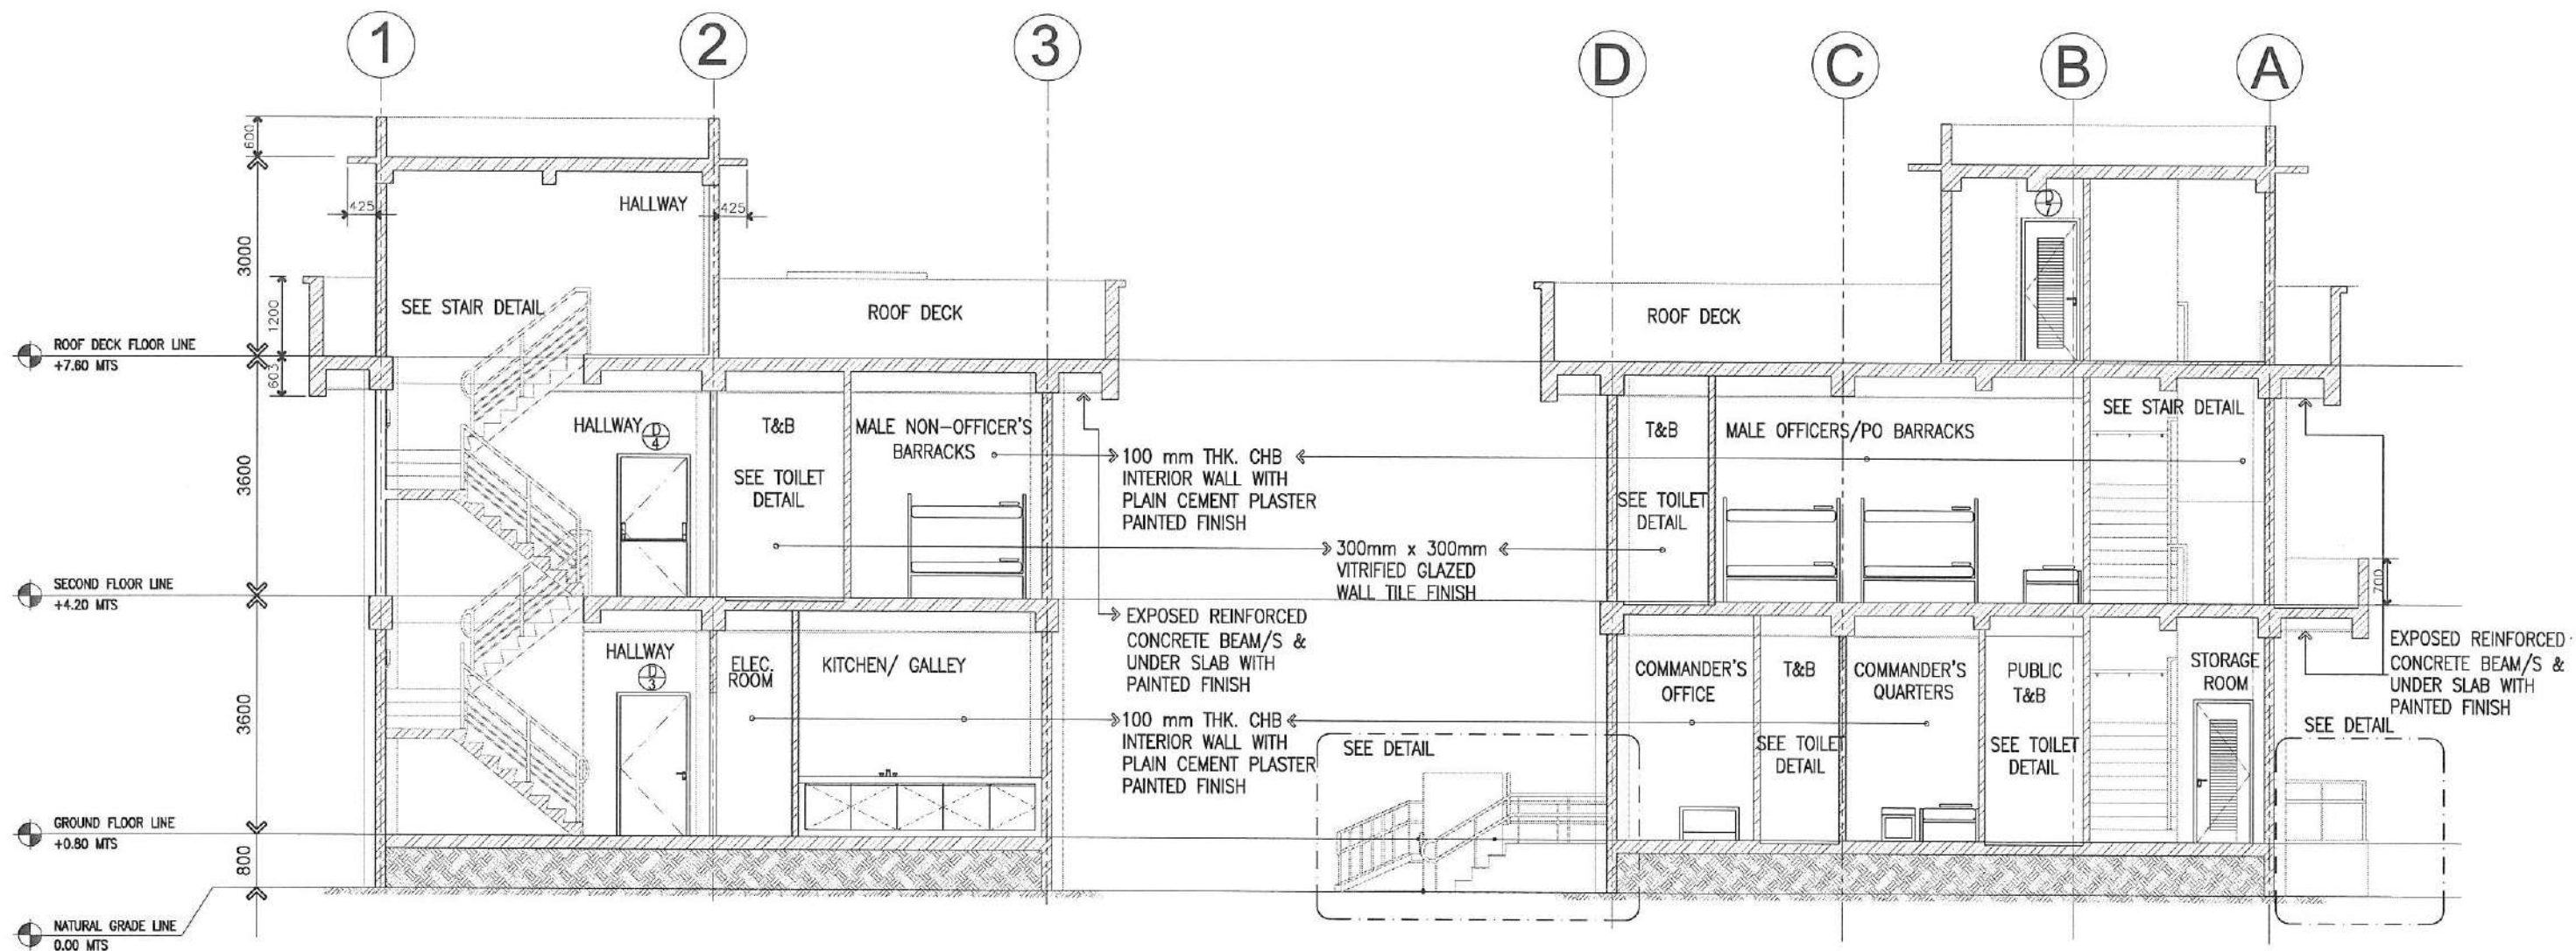 1
2
3
D
C
B
A
600
425
HALLWAY
425
3000
D
7
1200
SEE STAIR DETAIL
ROOF DECK
ROOF DECK
ROOF DECK FLOOR LINE
+7.60 MTS
603
HALLWAY
D
4
T&B
SEE TOILET
DETAIL
MALE NON-OFFICER'S
BARRACKS
100 mm THK. CHB
INTERIOR WALL WITH
PLAIN CEMENT PLASTER
PAINTED FINISH
T&B
SEE TOILET
DETAIL
MALE OFFICERS/PO BARRACKS
SEE STAIR DETAIL
3600
300mm x 300mm
VITRIFIED GLAZED
WALL TILE FINISH
700
SECOND FLOOR LINE
+4.20 MTS
EXPOSED REINFORCED
CONCRETE BEAM/S &
UNDER SLAB WITH
PAINTED FINISH
HALLWAY
D
3
ELEC.
ROOM
KITCHEN/ GALLEY
COMMANDER'S
OFFICE
T&B
SEE TOILET
DETAIL
COMMANDER'S
QUARTERS
PUBLIC
T&B
SEE TOILET
DETAIL
STORAGE
ROOM
EXPOSED REINFORCED
CONCRETE BEAM/S &
UNDER SLAB WITH
PAINTED FINISH
3600
100 mm THK. CHB
INTERIOR WALL WITH
PLAIN CEMENT PLASTER
PAINTED FINISH
SEE DETAIL
SEE DETAIL
GROUND FLOOR LINE
+0.80 MTS
800
NATURAL GRADE LINE
0.00 MTS